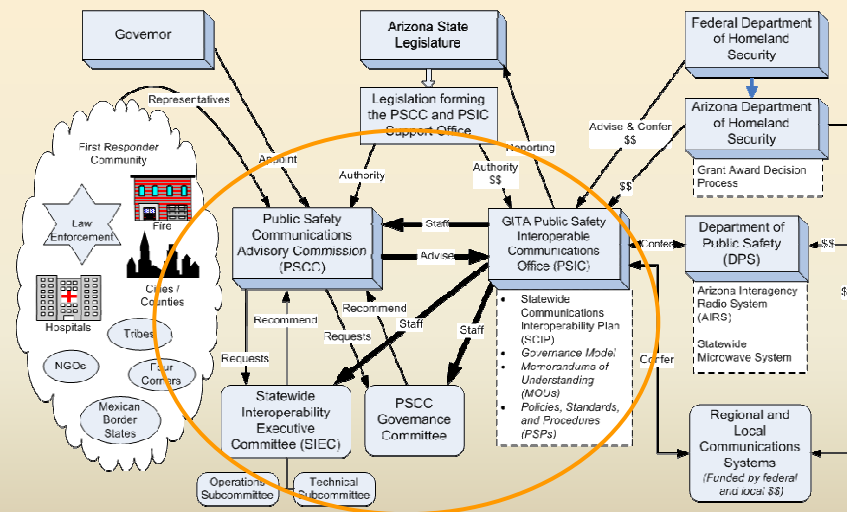 Governor
Arizona State
Legislature
Federal Department
of Homeland
Security
Representatives
Legislation forming
the PSCC and PSIC
Support Office
Arizona Department
of Homeland
Security
First Responder
Community
Advise & Confer
$$
Reporting
Appoint
Authority
Authority
$$
$$
Grant Award Decision
Process
Law
Enforcement
Fire
Public Safety
Communications
Advisory Commission
(PSCC)
Staff
Advise
GITA Public Safety
Interoperable
Communications
Office (PSIC)
Confer
Department of
Public Safety
(DPS)
$$
Cities /
Counties
Hospitals
Tribes
NGOs
Four
Corners
Mexican
Border
States
Recommend
Recommend
Requests
Staff
Staff
Requests
• Statewide
Communications
Interoperability Plan
(SCIP)
• Governance Model
• Memorandums of
Understanding
(MOUs)
• Policies, Standards,
and Procedures
(PSPs)
Arizona Interagency
Radio System
(AIRS)
Statewide
Microwave System
Confer
Statewide
Interoperability
Executive
Committee (SIEC)
PSCC
Governance
Committee
Regional and
Local
Communications
Systems
(Funded by federal
and local $$)
Operations
Subcommittee
Technical
Subcommittee